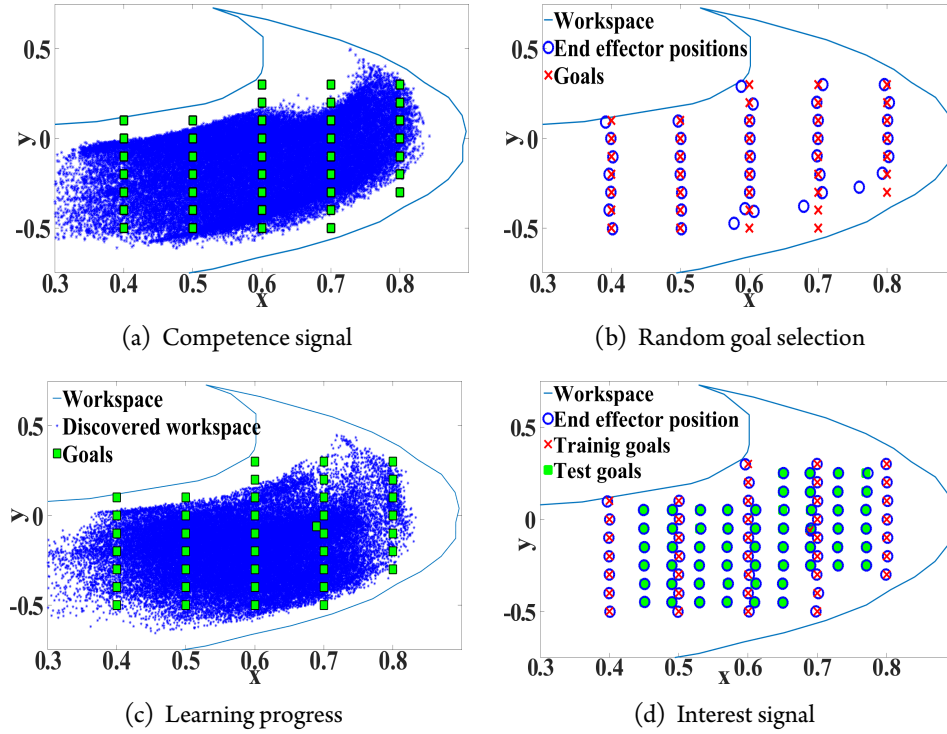 0.5
0
-0.5
y
0.3 0.4 0.5 0.6 0.7 0.8
x
(a) Competence signal
Workspace
End effector positions
Goals
0.5
0
-0.5
y
0.3 0.4 0.5 0.6 0.7 0.8
x
(b) Random goal selection
Workspace
Discovered workspace
Goals
0.5
0
-0.5
y
0.3 0.4 0.5 0.6 0.7 0.8
x
(c) Learning progress
Workspace
End effector position
Trainig goals
Test goals
0.5
0
-0.5
y
0.3 0.4 0.5 0.6 0.7 0.8
x
(d) Interest signal